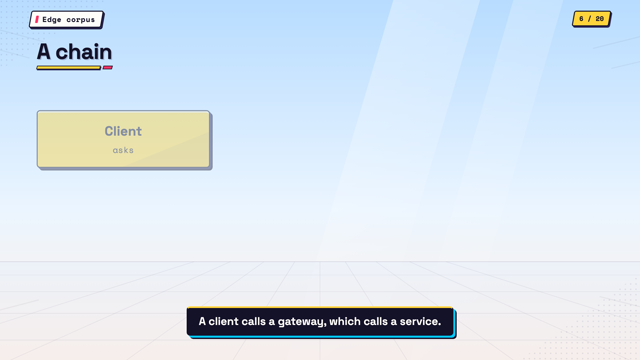 Edge corpus
6 / 20
A chain
Client
asks
A client calls a gateway, which calls a service.